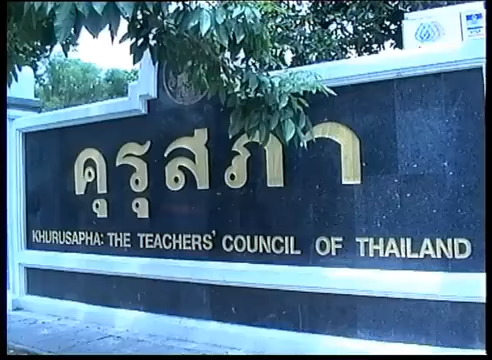 คุรุสภา
KHURUSAPHA: THE TEACHERS' COUNCIL OF THAILAND